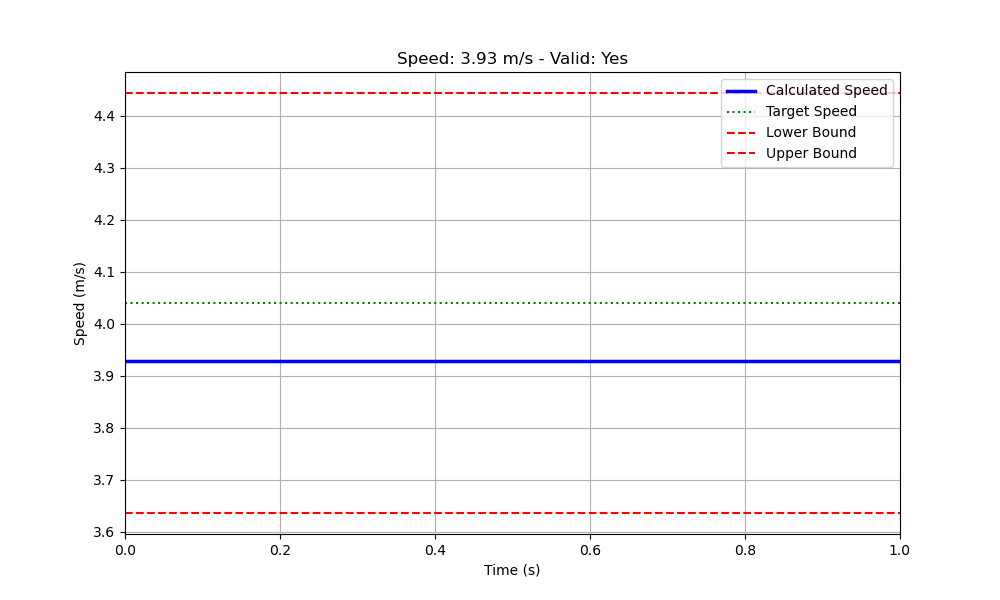 Speed: 3.93 m/s - Valid: Yes
Calculated Speed
Target Speed
Lower Bound
Upper Bound
4.4
4.3
4.2
4.1
4.0
3.9
3.8
3.7
3.6
Speed (m/s)
0.0 0.2 0.4 0.6 0.8 1.0
Time (s)